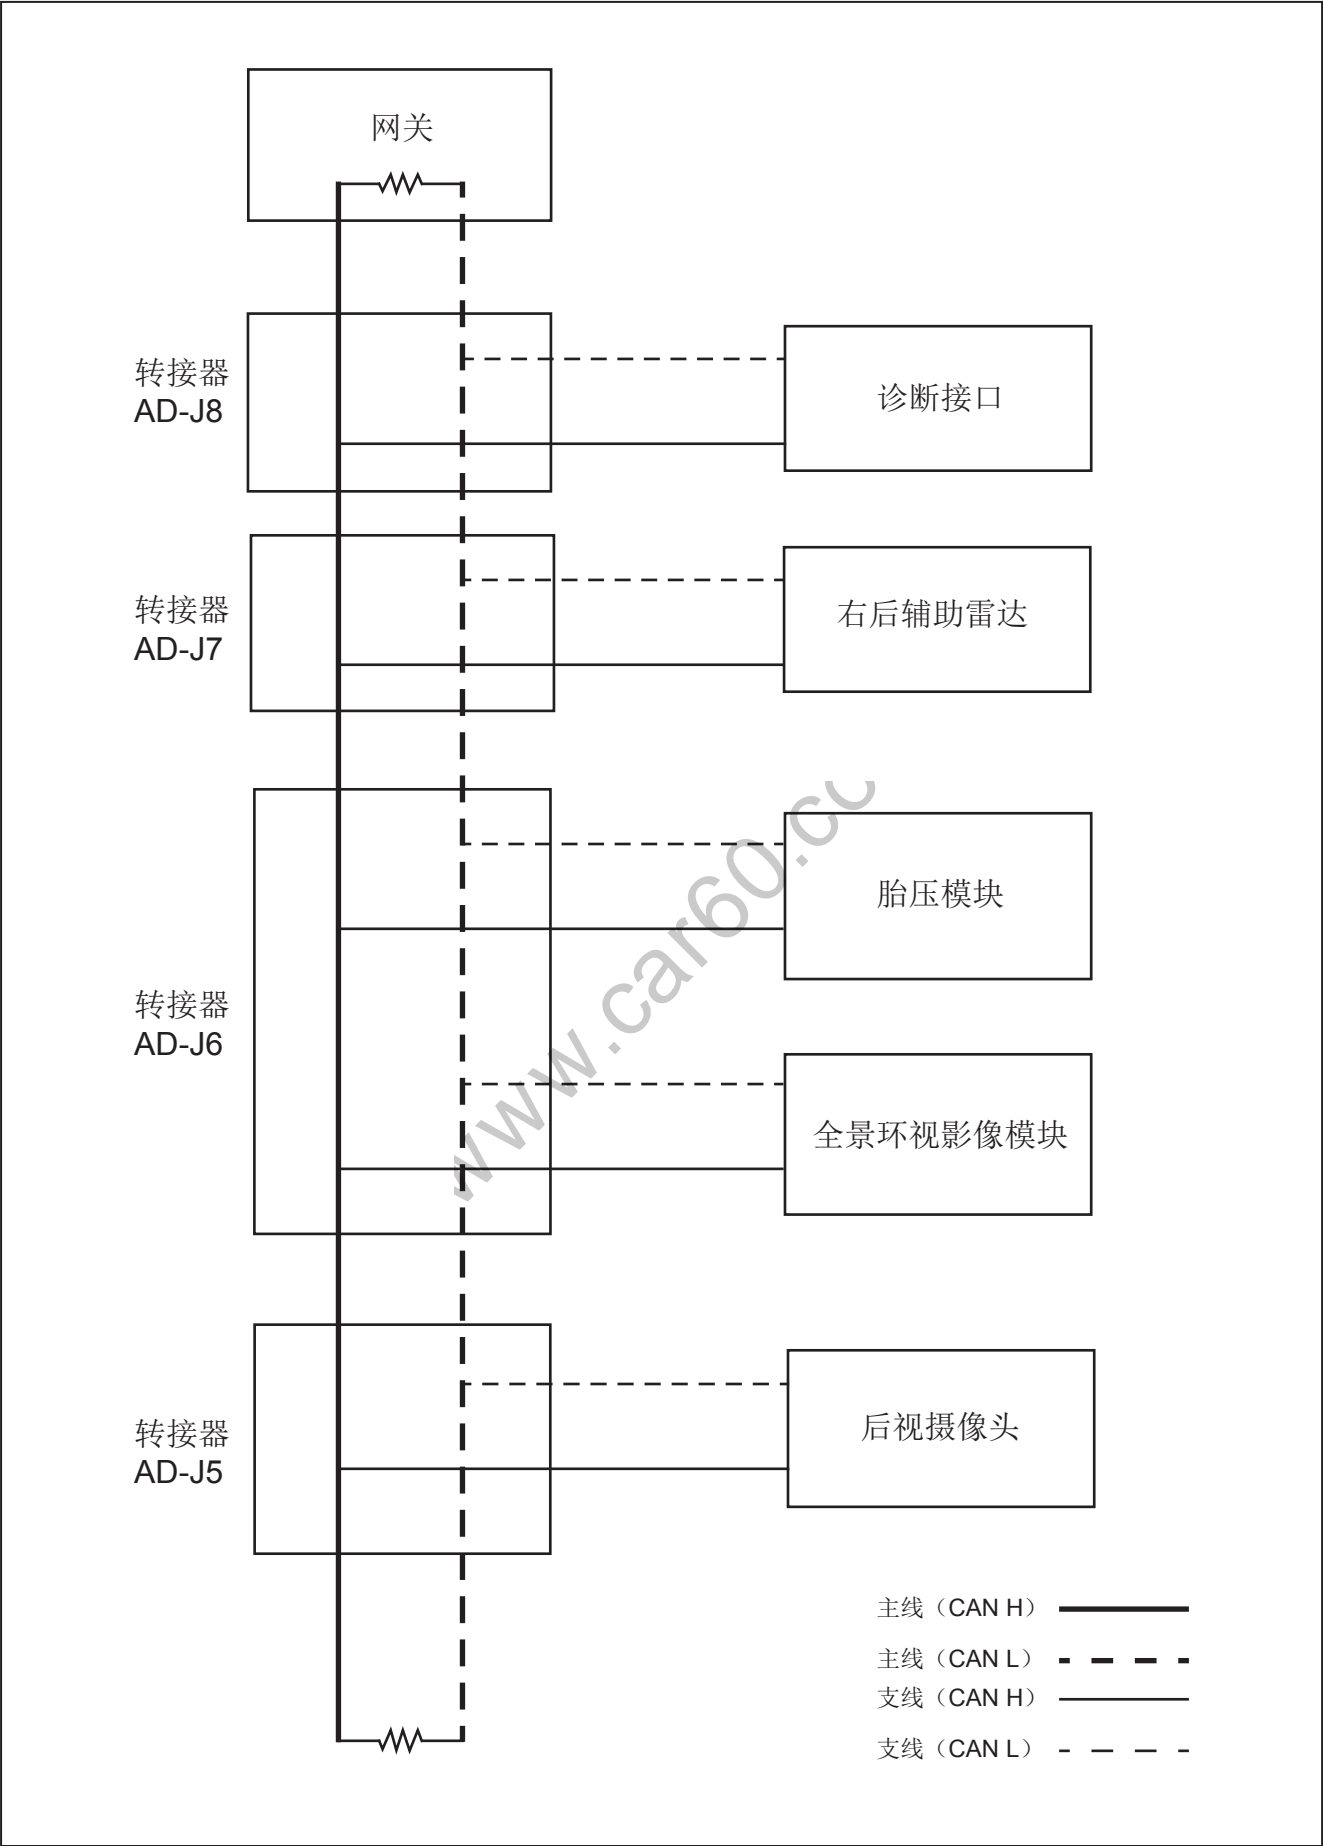 网关
转接器
AD-J8
诊断接口
转接器
AD-J7
右后辅助雷达
胎压模块
转接器
AD-J6
全景环视影像模块
转接器
AD-J5
后视摄像头
主线（CAN H）
主线（CAN L）
支线（CAN H）
支线（CAN L）
www.car60.co